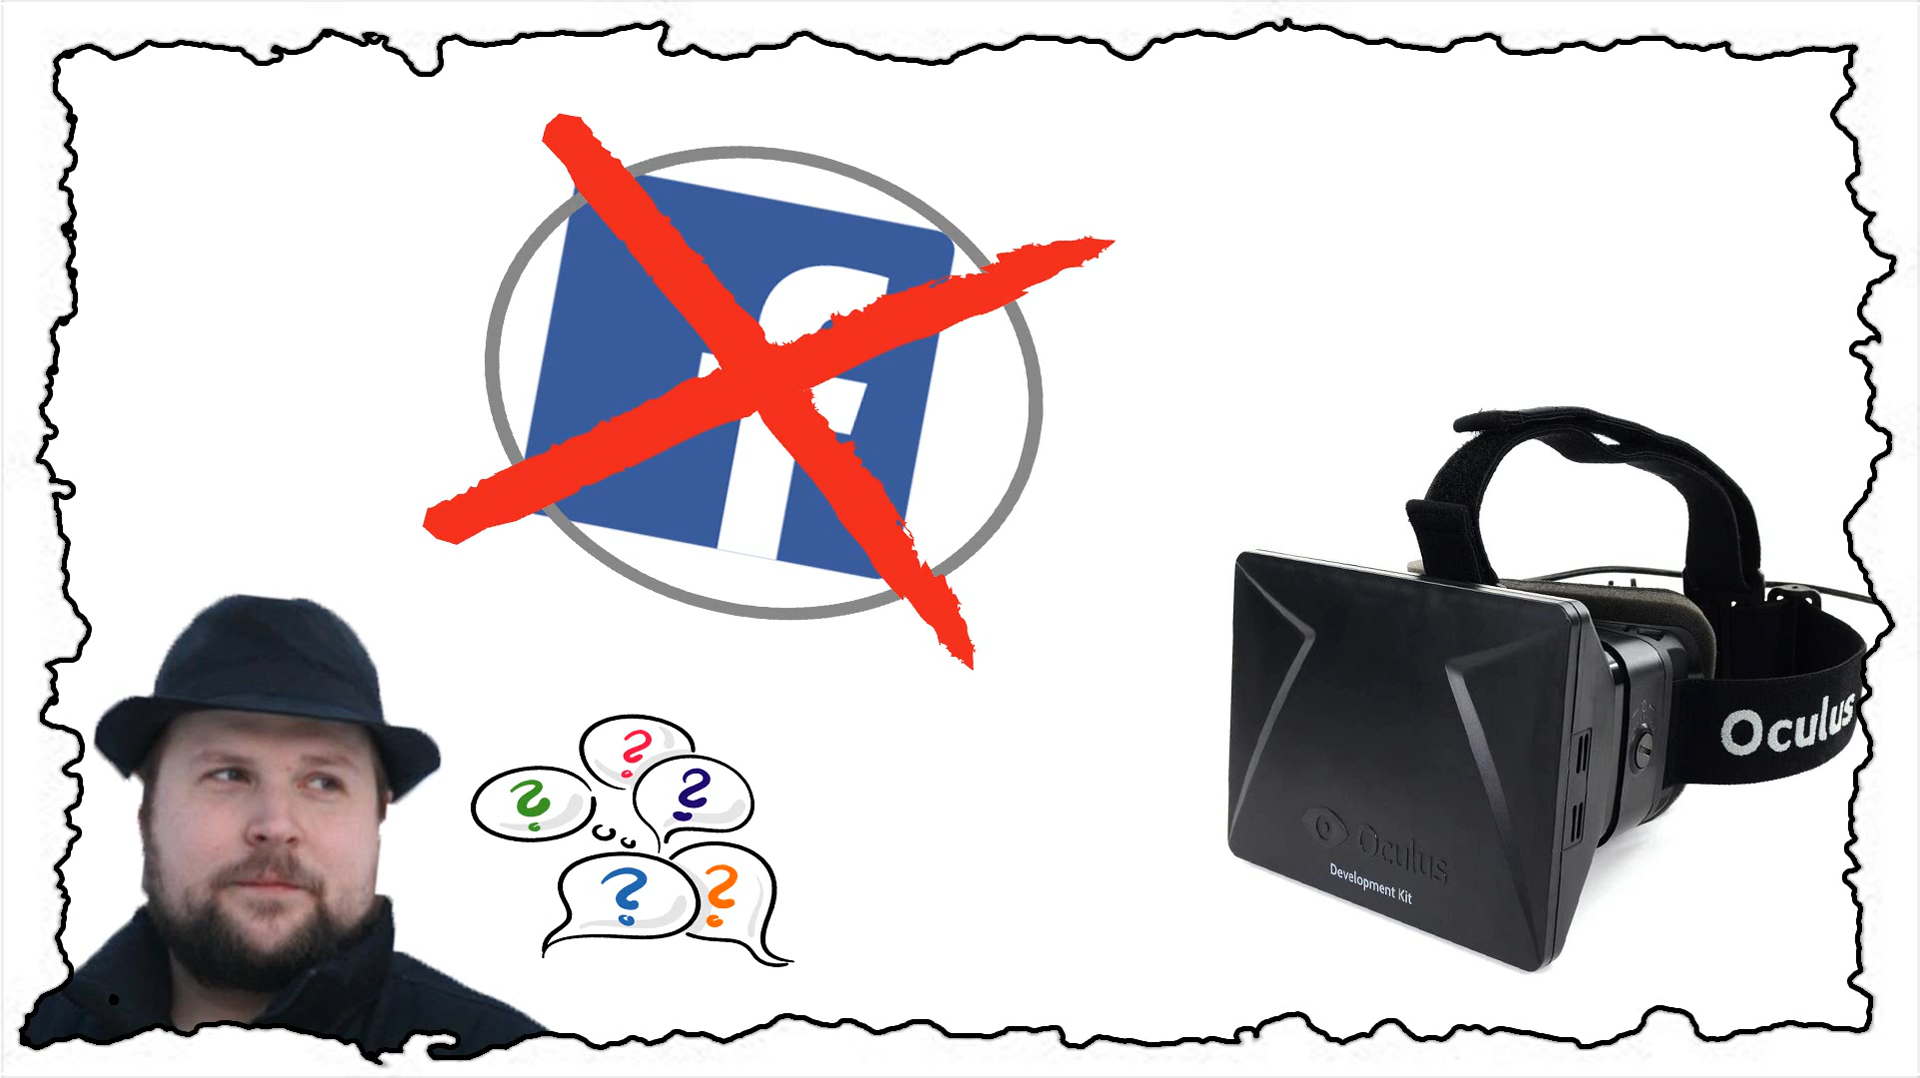 f
? ? ?
? ?
Oculus
Oculus
Development Kit